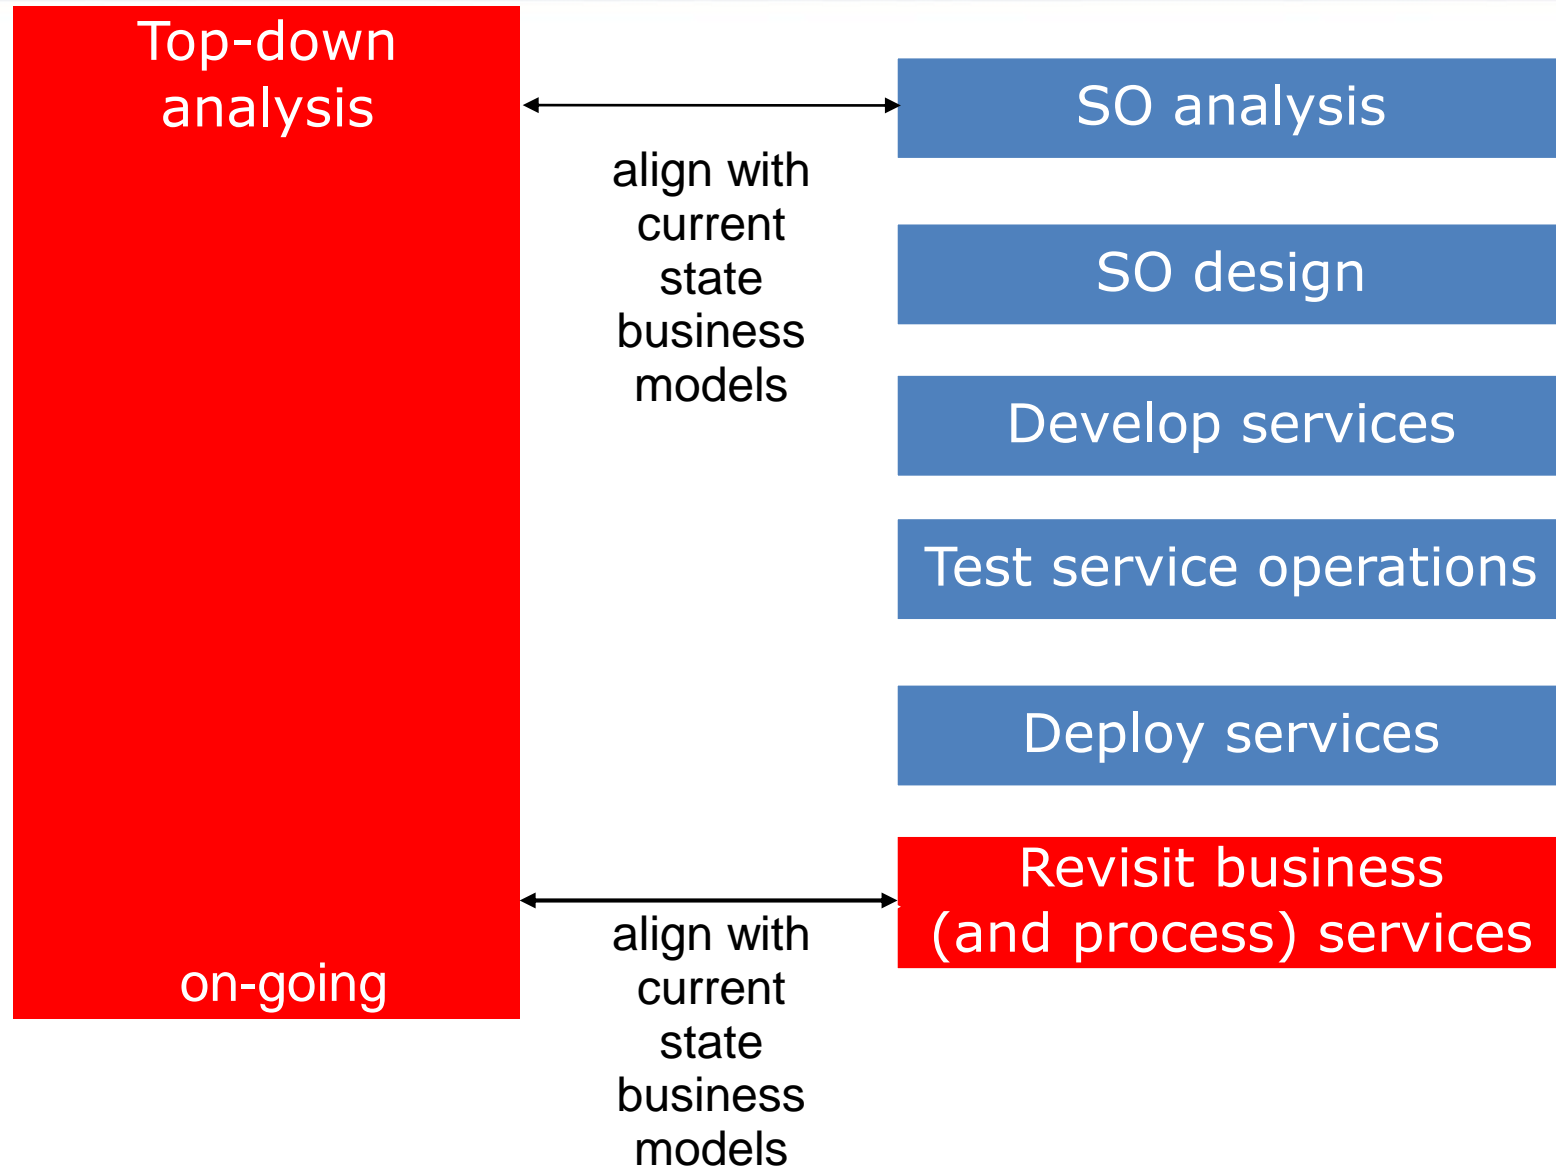 Top-down
analysis
on-going
align with
current
state
business
models
align with
current
state
business
models
SO analysis
SO design
Develop services
Test service operations
Deploy services
Revisit business
(and process) services